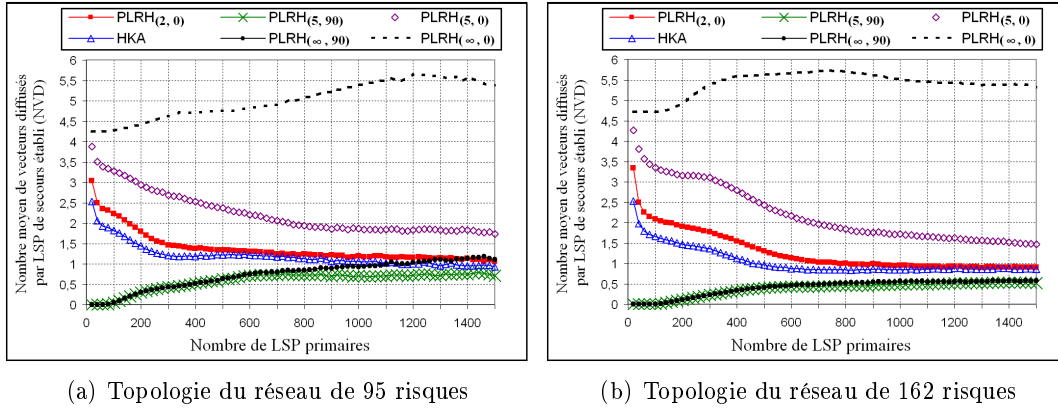 PLRH(2, 0) PLRH(5, 90) PLRH(5, 0)
HKA PLRH(∞, 90) PLRH(∞, 0)
Nombre moyen de vecteurs diffusés
par LSP de secours établi (NVD)
6
5,5
5
4,5
4
3,5
3
2,5
2
1,5
1
0,5
0
0 200 400 600 800 1000 1200 1400
Nombre de LSP primaires
(a) Topologie du réseau de 95 risques
PLRH(2, 0) PLRH(5, 90) PLRH(5, 0)
HKA PLRH(∞, 90) PLRH(∞, 0)
Nombre moyen de vecteurs diffusés
par LSP de secours établi (NVD)
6
5,5
5
4,5
4
3,5
3
2,5
2
1,5
1
0,5
0
0 200 400 600 800 1000 1200 1400
Nombre de LSP primaires
(b) Topologie du réseau de 162 risques